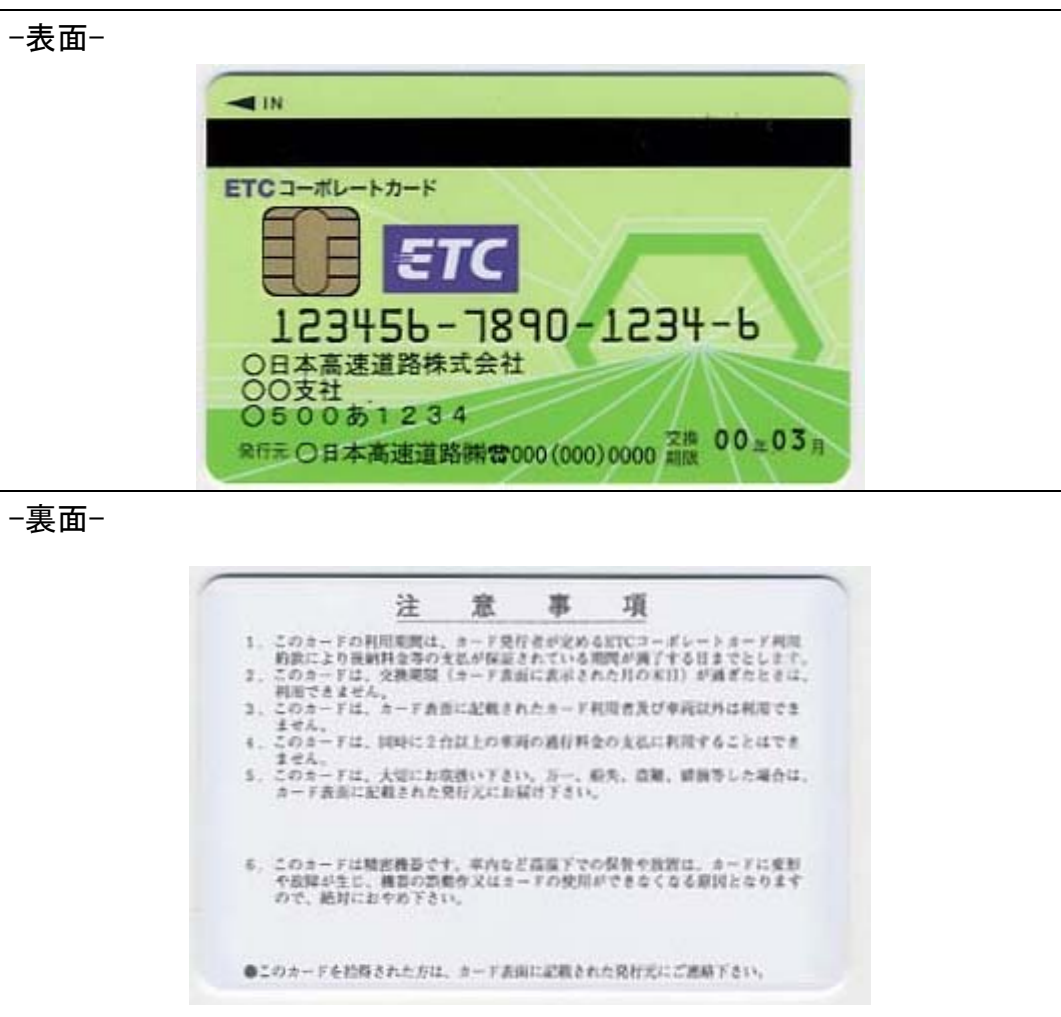 -表面-
◀IN
ETCコーポレートカード
ETC
123456-7890-1234-6
〇日本高速道路株式会社
〇〇支社
〇500あ1234
発行元 〇日本高速道路㈱☎000(000)0000 交換期限 00年03月
-裏面-
注意事項
1. このカードの利用期間は、カード発行者が定めるETCコーポレートカード利用
約款により後納料金等の支払が保証されている期間が満了する日までとします。
2. このカードは、交換期限（カード表面に表示された月の末日）が過ぎたときは、
利用できません。
3. このカードは、カード表面に記載されたカード利用者及び車両以外は利用でき
ません。
4. このカードは、同時に2台以上の車両の通行料金の支払に利用することはでき
ません。
5. このカードは、大切にお取扱い下さい。万一、紛失、盗難、破損等した場合は、
カード表面に記載された発行元にお届け下さい。
6. このカードは精密機器です。車内など高温下での保管や放置は、カードに変形
や故障が生じ、機器の誤動作又はカードの使用ができなくなる原因となります
ので、絶対におやめ下さい。
●このカードを拾得された方は、カード表面に記載された発行元にご連絡下さい。